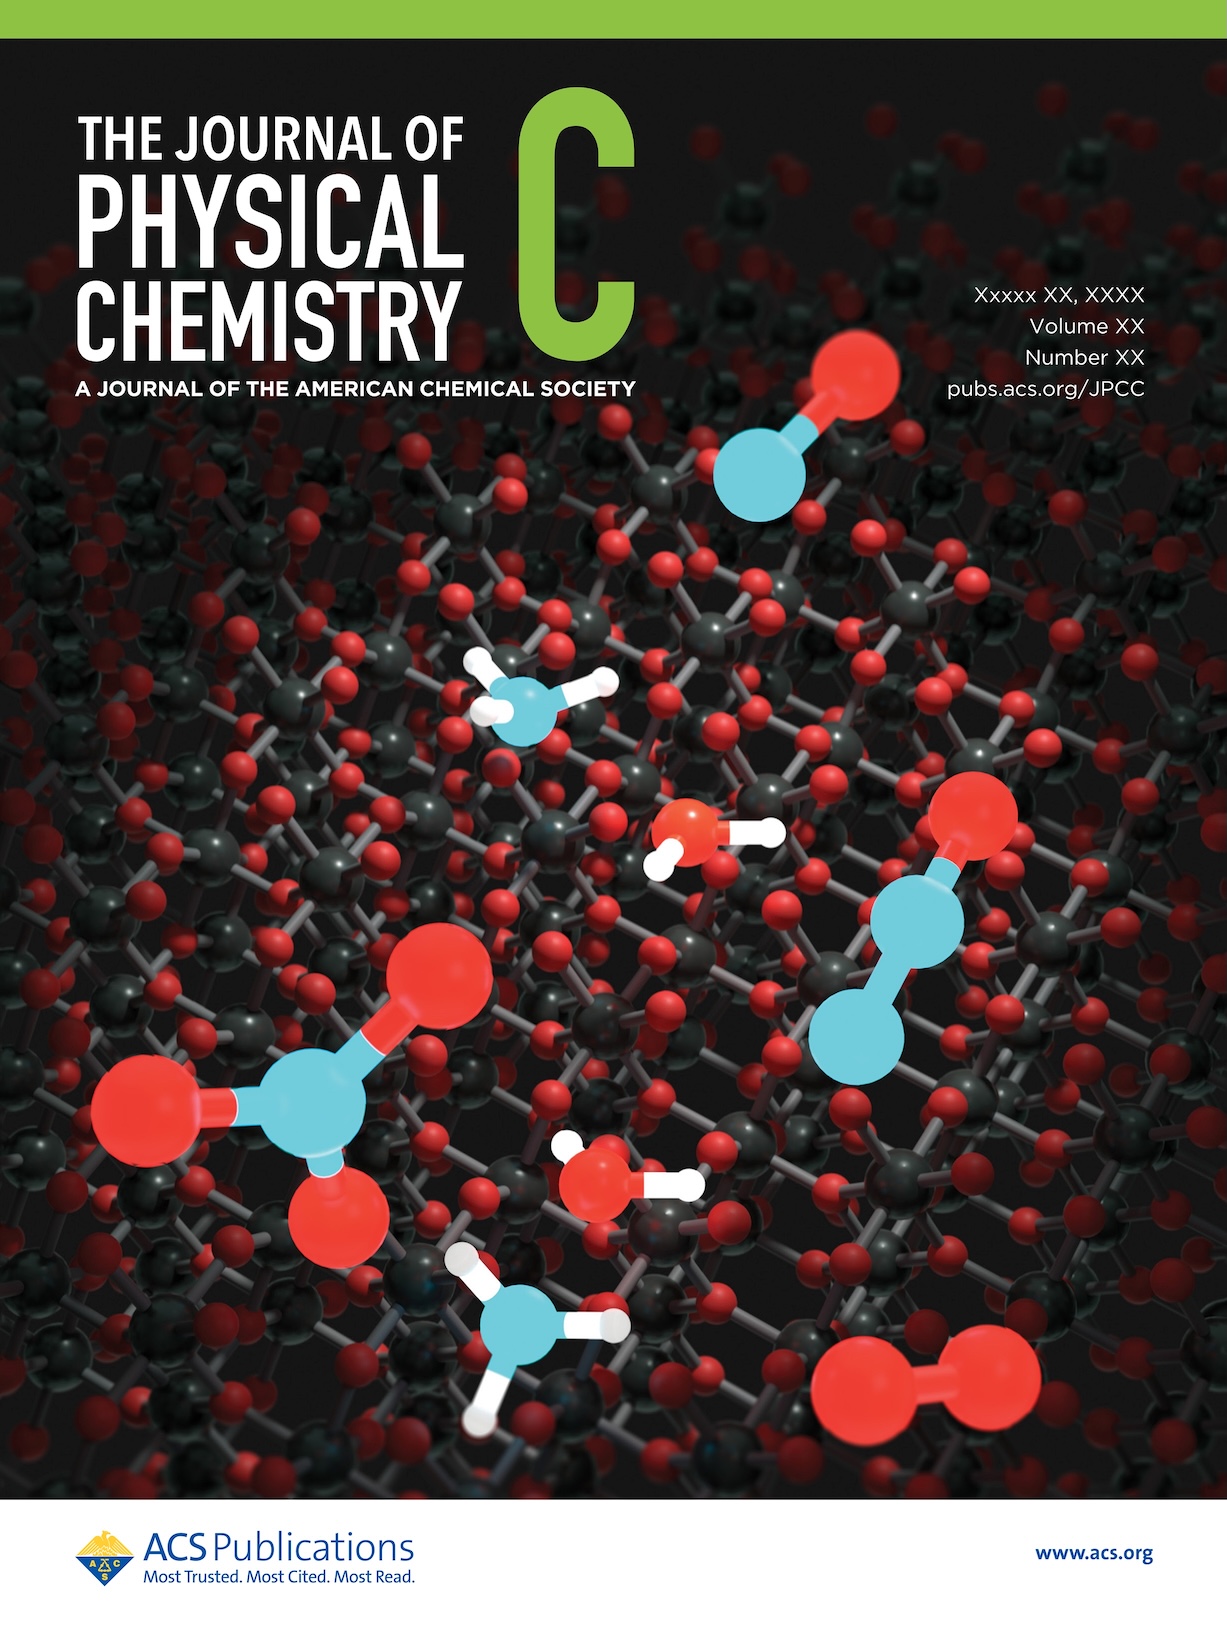 THE JOURNAL OF
PHYSICAL
CHEMISTRY
C
A JOURNAL OF THE AMERICAN CHEMICAL SOCIETY
Xxxxx XX, XXXX
Volume XX
Number XX
pubs.acs.org/JPCC
A C
S
ACS Publications
Most Trusted. Most Cited. Most Read.
www.acs.org